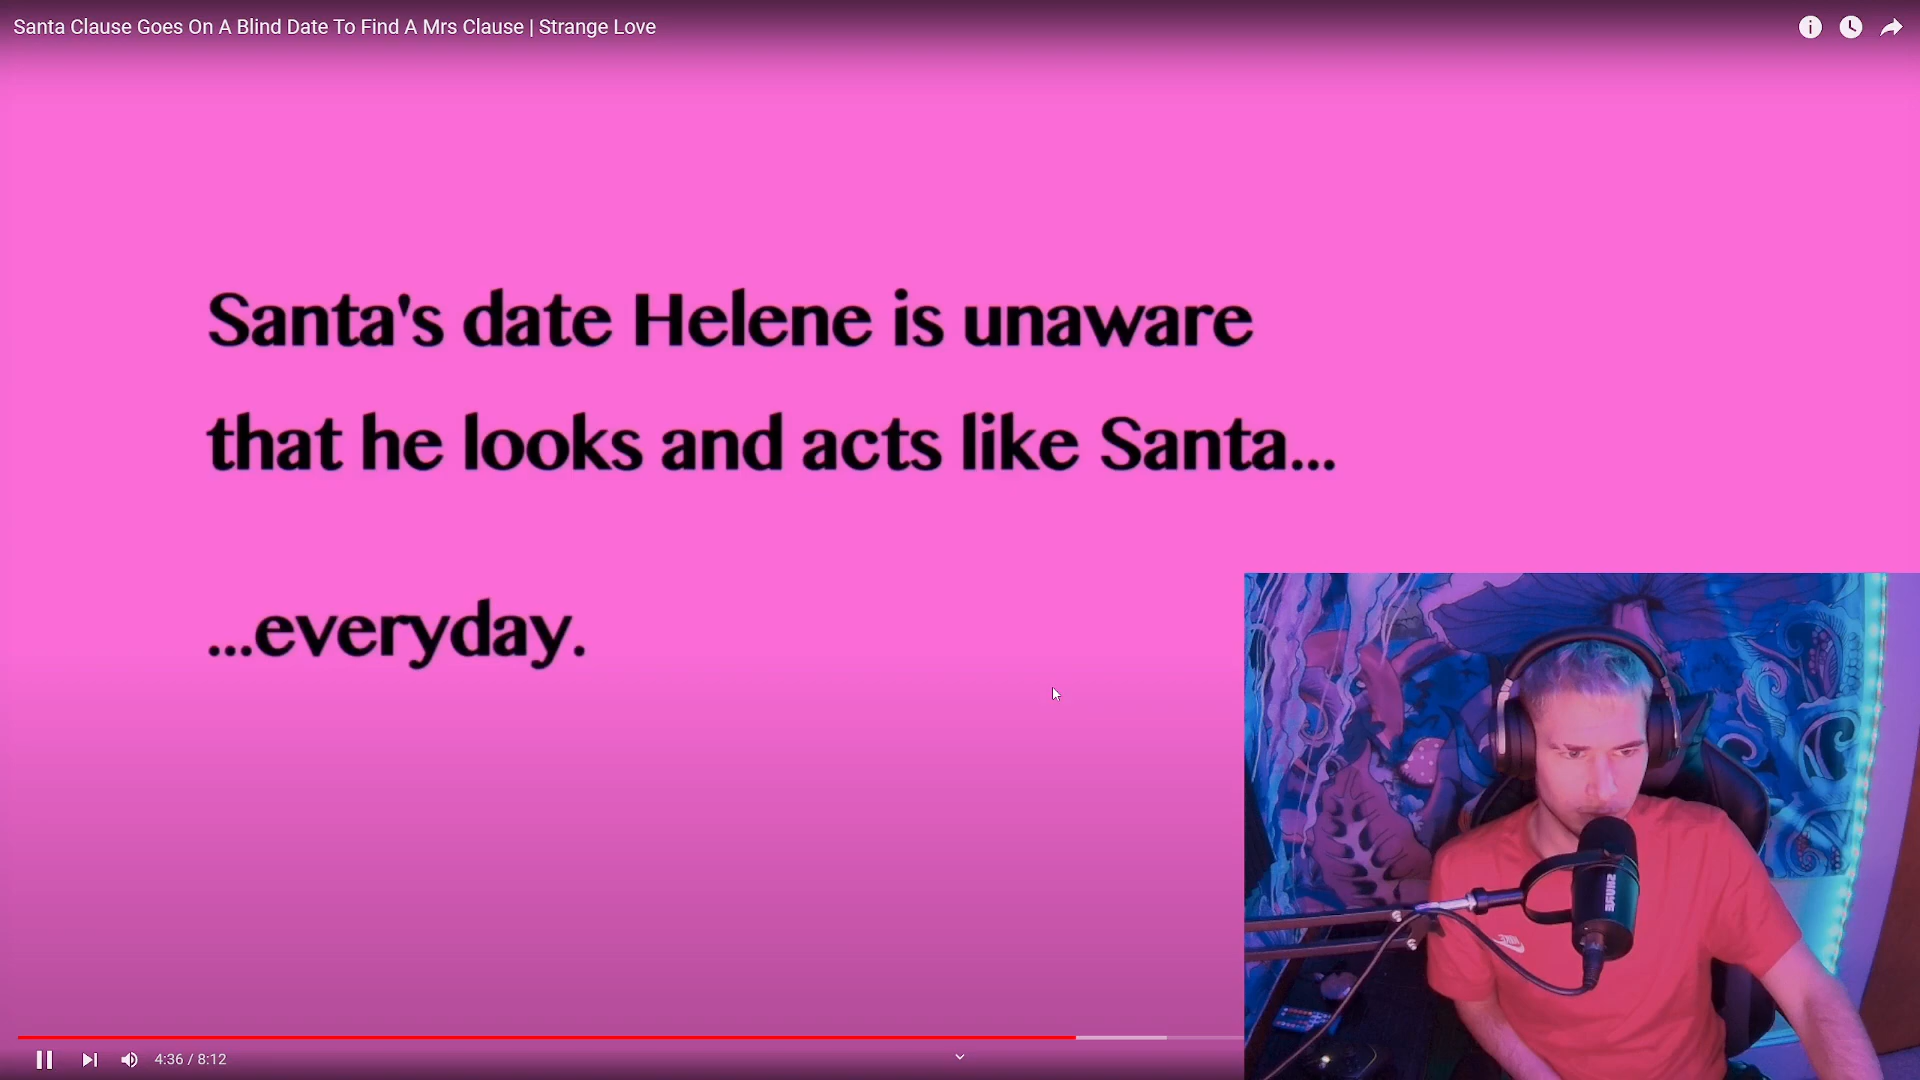 Santa Clause Goes On A Blind Date To Find A Mrs Clause | Strange Love
Santa's date Helene is unaware
that he looks and acts like Santa...
...everyday.
SHURE
4:36 / 8:12